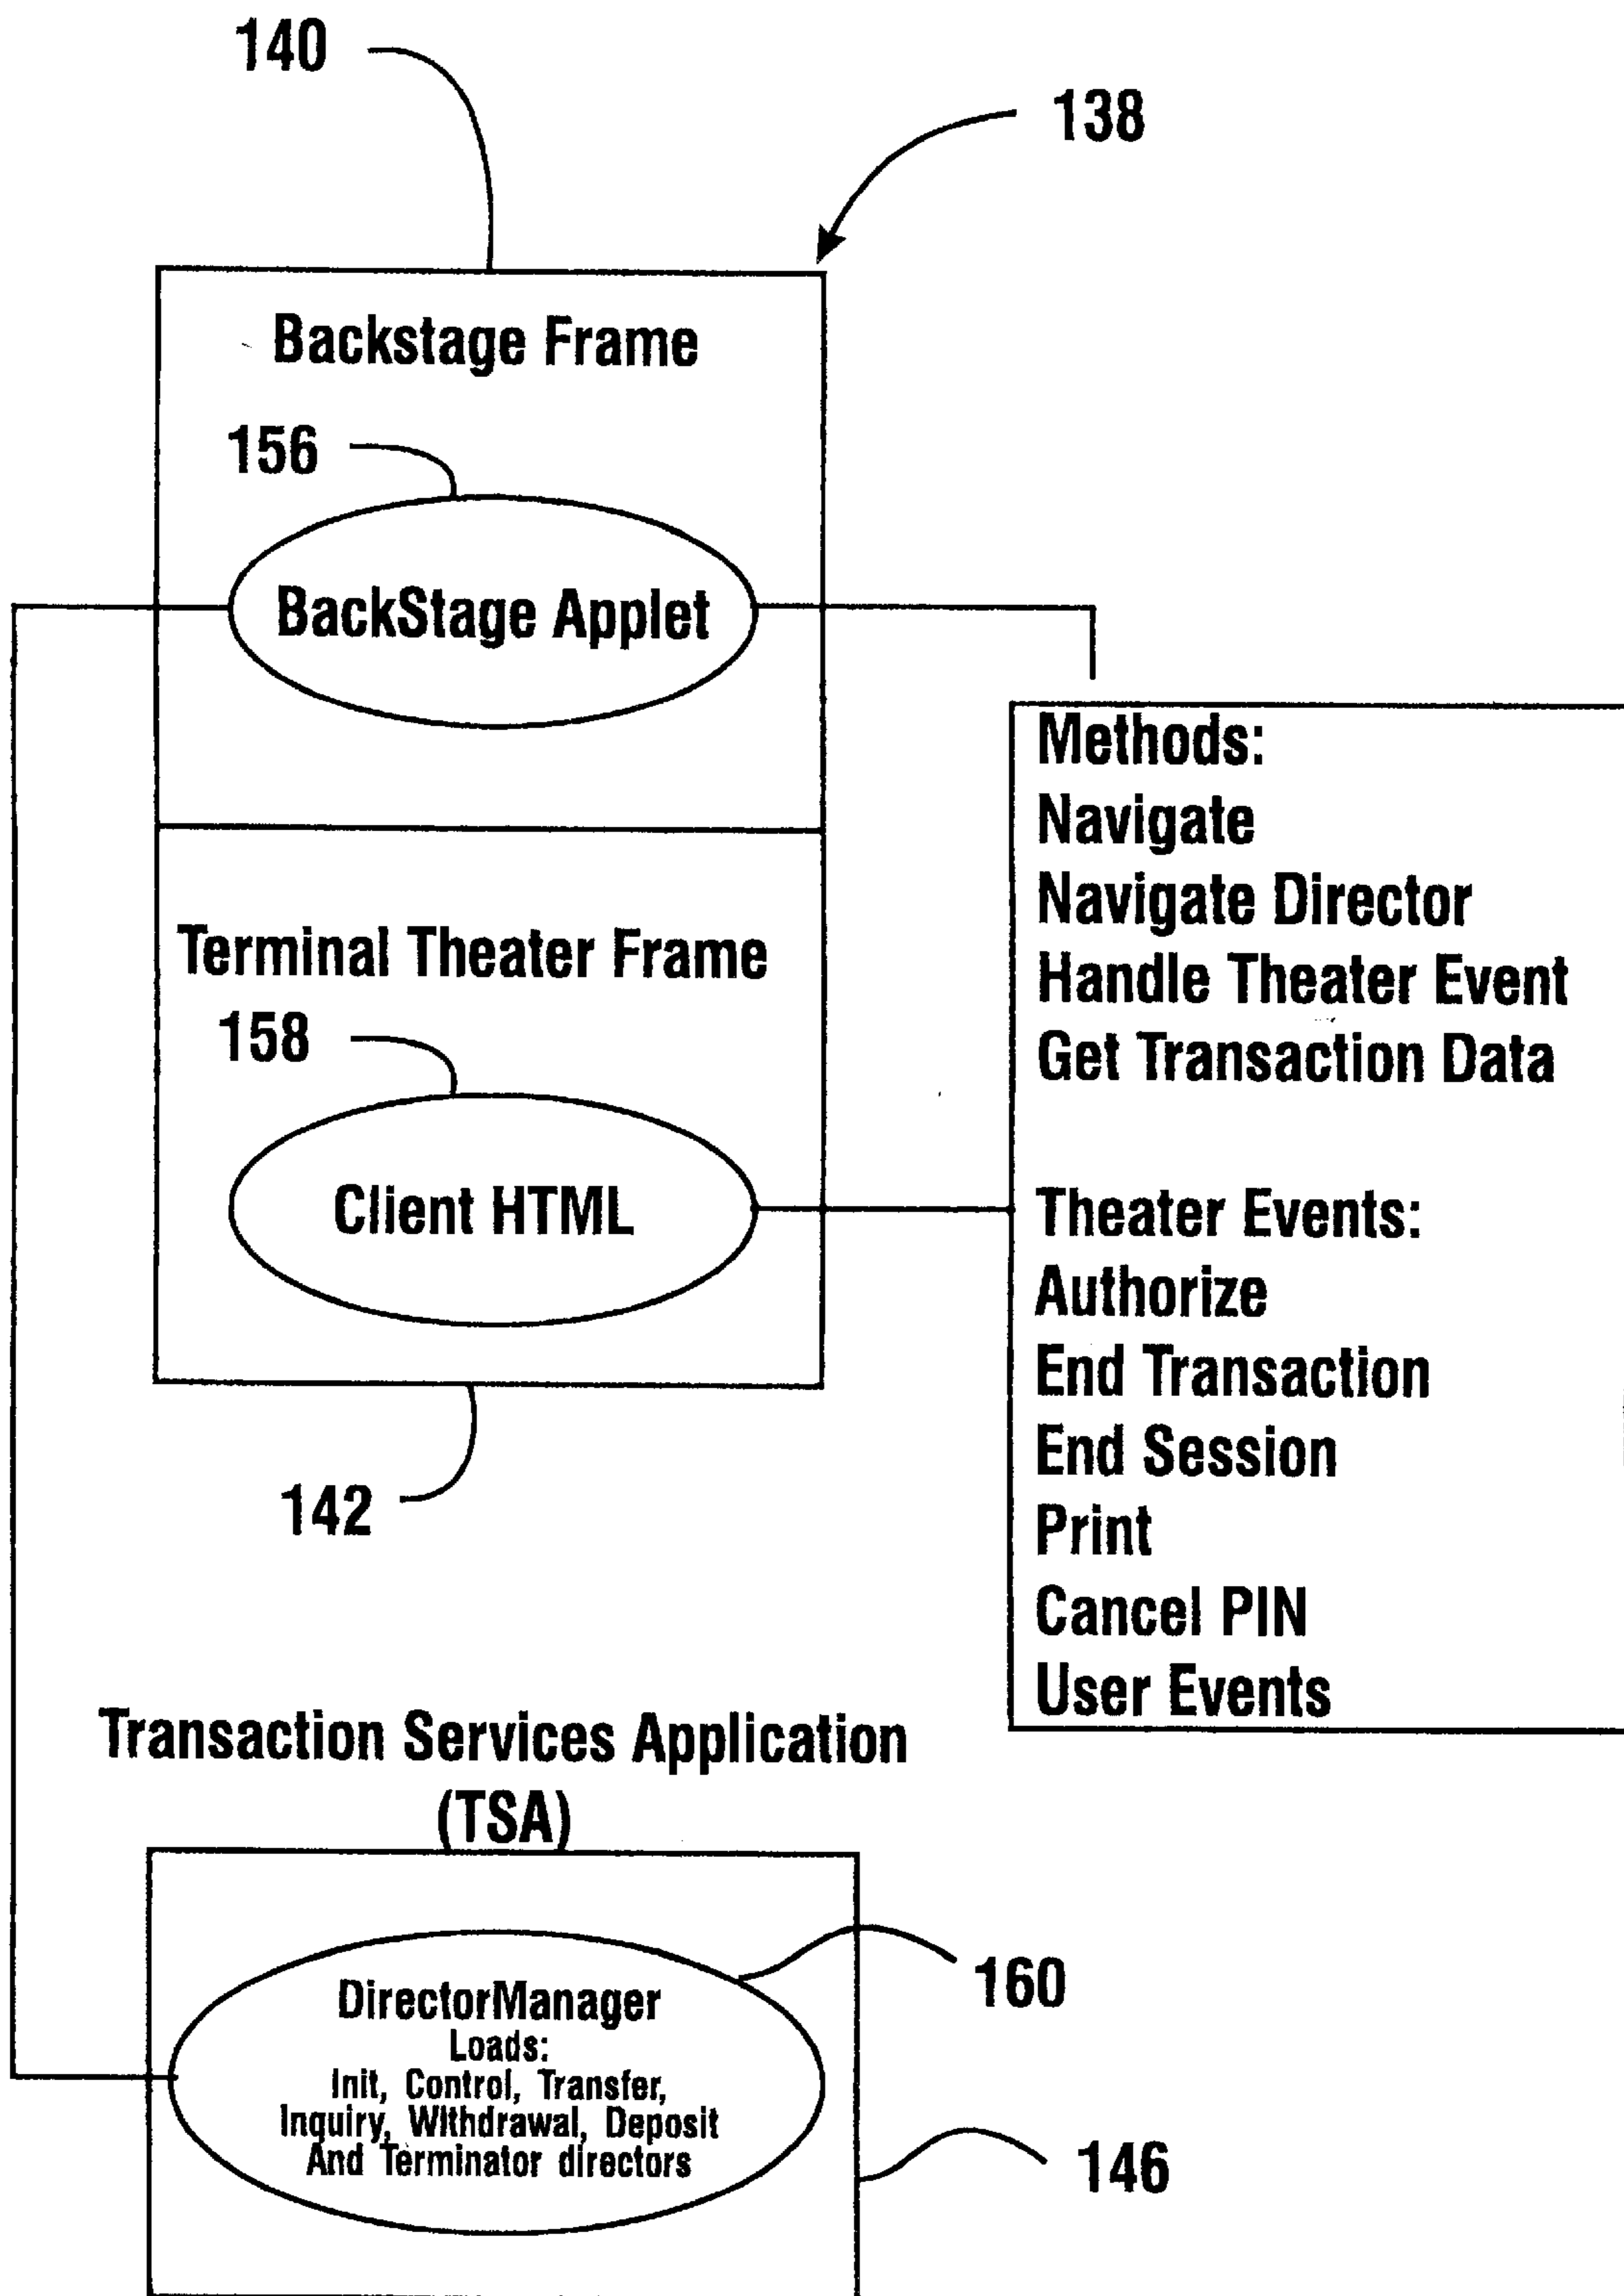 140
138
Backstage Frame
156
BackStage Applet
Methods:
Navigate
Navigate Director
Handle Theater Event
Get Transaction Data
Terminal Theater Frame
158
Client HTML
Theater Events:
Authorize
End Transaction
End Session
Print
Cancel PIN
User Events
142
Transaction Services Application
(TSA)
DirectorManager
Loads:
Init, Control, Transfer,
Inquiry, WIthdrawal, Deposit
And Terminator directors
160
146